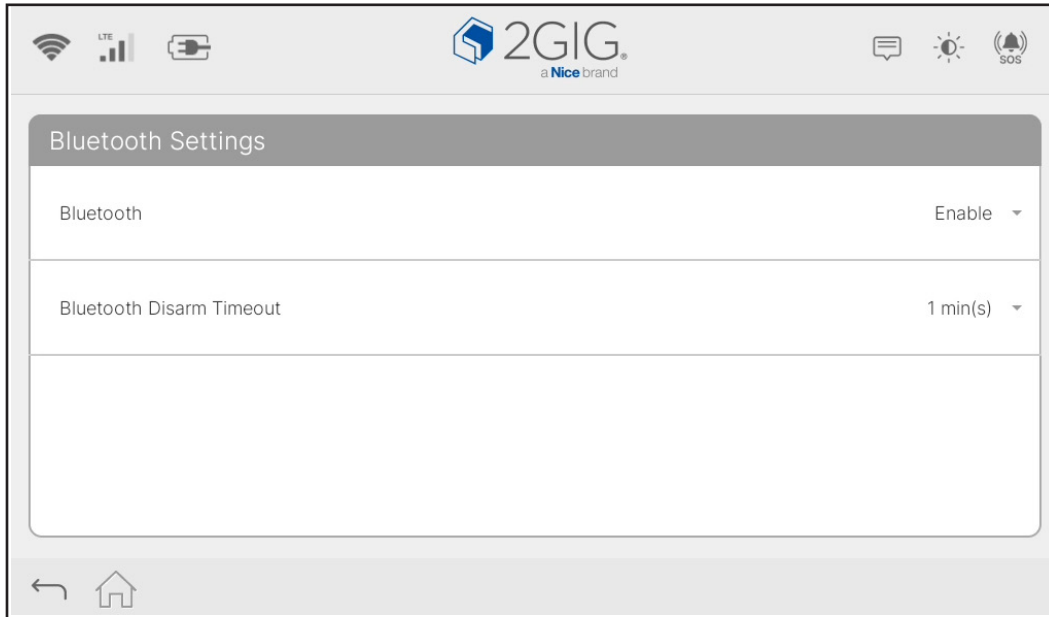 LTE
2GIG®
a Nice brand
SOS
Bluetooth Settings
Bluetooth Enable
Bluetooth Disarm Timeout 1 min(s)